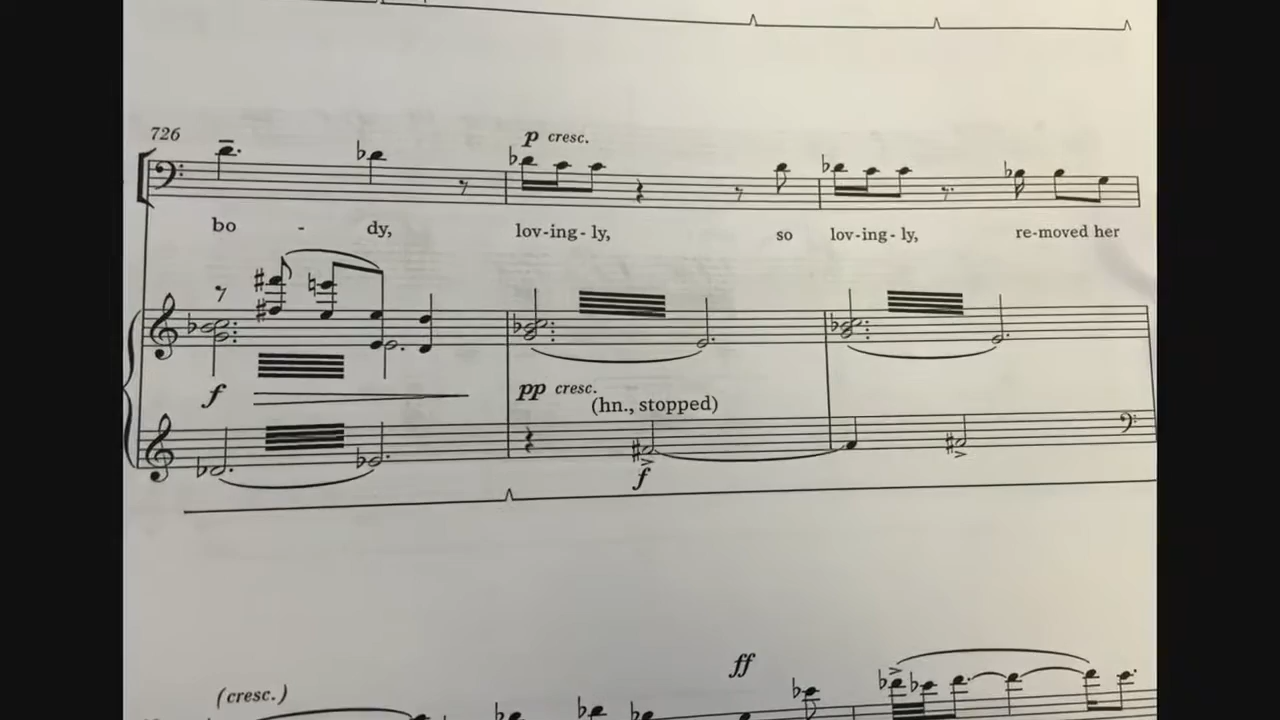 726
p cresc.
bo - dy, lov-ing-ly, so lov-ing-ly, re-moved her
f
pp cresc.
(hn., stopped)
f
ff
(cresc.)